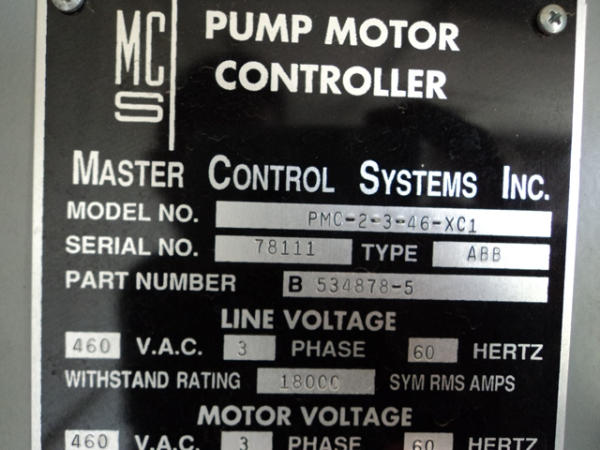 MCS
PUMP MOTOR
CONTROLLER
MASTER CONTROL SYSTEMS INC.
MODEL NO. PMC-2-3-46-XC1
SERIAL NO. 78111 TYPE ABB
PART NUMBER B 534878-5
LINE VOLTAGE
460 V.A.C. 3 PHASE 60 HERTZ
WITHSTAND RATING 18000 SYM RMS AMPS
MOTOR VOLTAGE
460 V.A.C. 3 PHASE 60 HERTZ